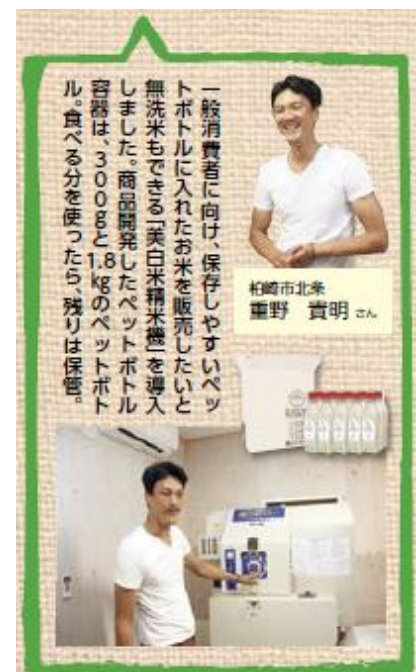 一般消費者に向け、保存しやすいペッ
トボトルに入れたお米を販売したいと
無洗米もできる「美白米精米機」を導入
しました。商品開発したペットボトル
容器は、300gと1.8kgのペットボト
ル。食べる分を使ったら、残りは保管。
柏崎市北条
重野 貴明 さん